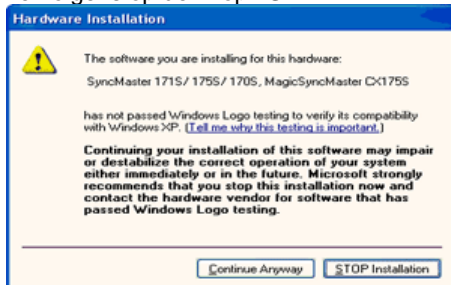 Hardware Installation
The software you are installing for this hardware:
SyncMaster 171S/ 175S/ 170S, MagicSyncMaster CX175S
has not passed Windows Logo testing to verify its compatibility
with Windows XP. (Tell me why this testing is important.)
Continuing your installation of this software may impair
or destabilize the correct operation of your system
either immediately or in the future. Microsoft strongly
recommends that you stop this installation now and
contact the hardware vendor for software that has
passed Windows Logo testing.
Continue Anyway STOP Installation